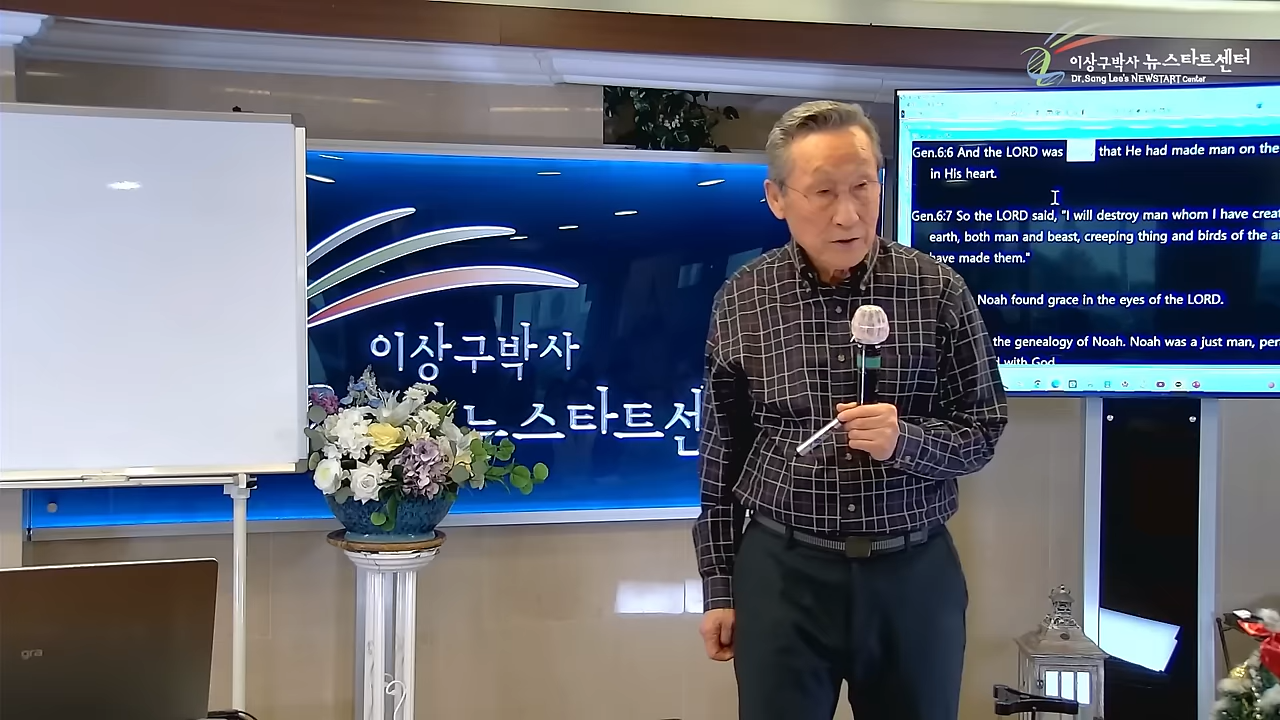 이상구박사 뉴스타트센터
Dr.Sang Lee's NEWSTART Center
Gen.6:6 And the LORD was that He had made man on the
in His heart.
Gen.6:7 So the LORD said, "I will destroy man whom I have crea
earth, both man and beast, creeping thing and birds of the ai
have made them."
Noah found grace in the eyes of the LORD.
the genealogy of Noah. Noah was a just man, per
d with God.
이상구박사
뉴스타트센
gra